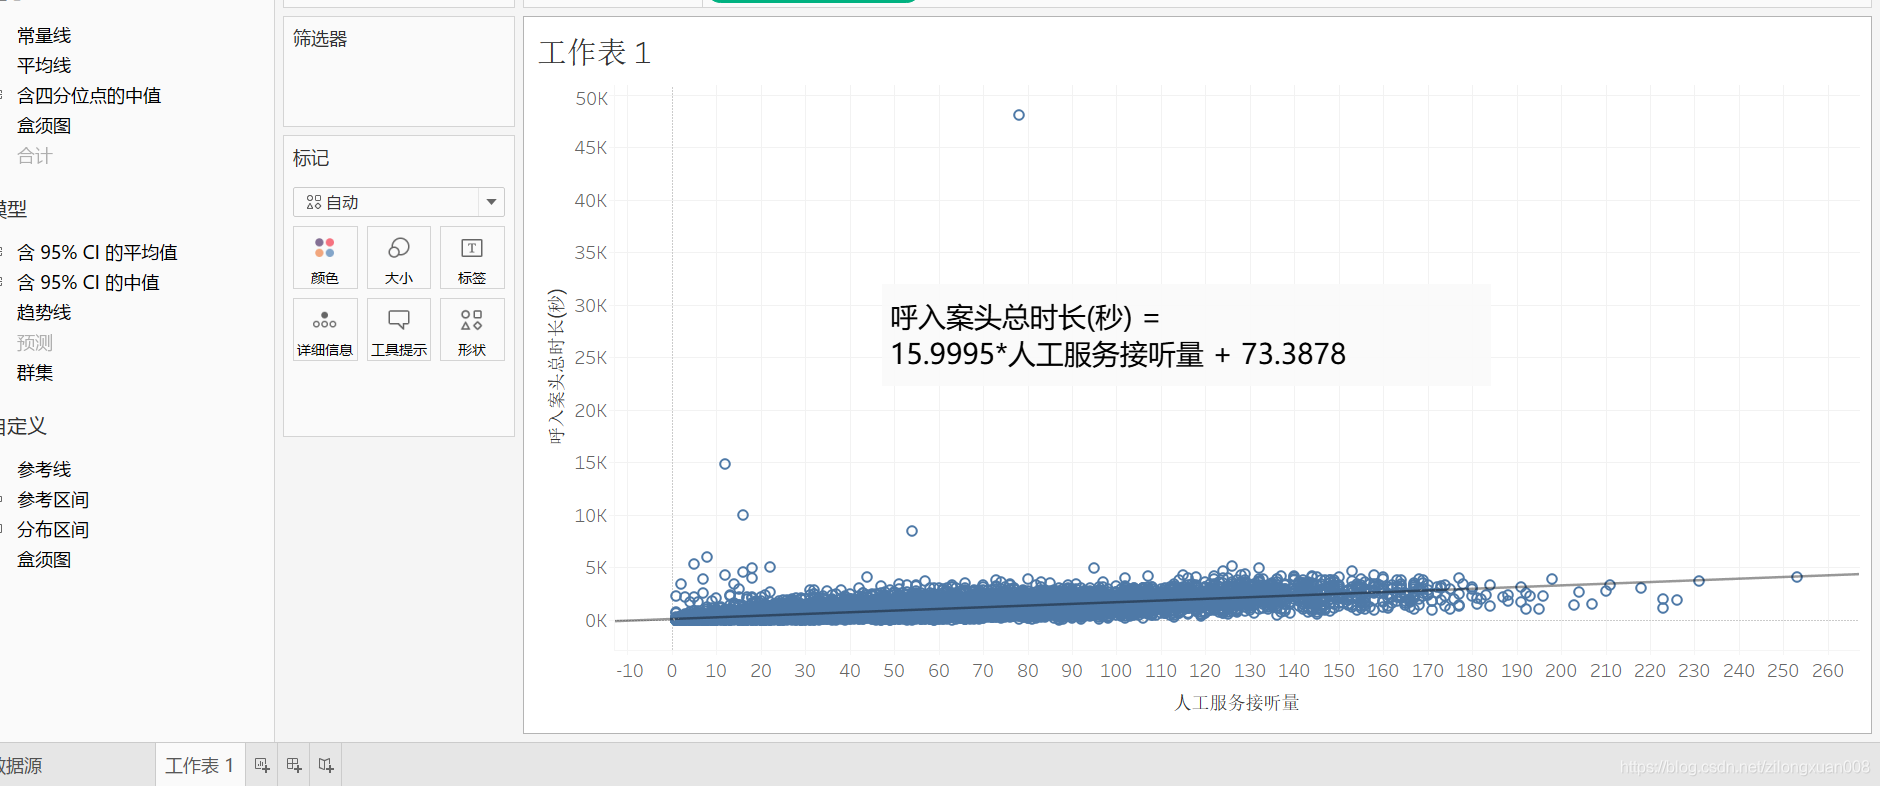 常量线
平均线
含四分位点的中值
盒须图
合计
模型
含 95% CI 的平均值
含 95% CI 的中值
趋势线
预测
群集
自定义
参考线
参考区间
分布区间
盒须图
筛选器
标记
自动
颜色 大小 标签
详细信息 工具提示 形状
工作表 1
50K
45K
40K
35K
30K
25K
20K
15K
10K
5K
0K
呼入案头总时长(秒)
呼入案头总时长(秒) =
15.9995*人工服务接听量 + 73.3878
-10 0 10 20 30 40 50 60 70 80 90 100 110 120 130 140 150 160 170 180 190 200 210 220 230 240 250 260
人工服务接听量
数据源 工作表 1
https://blog.csdn.net/zilongxuan008